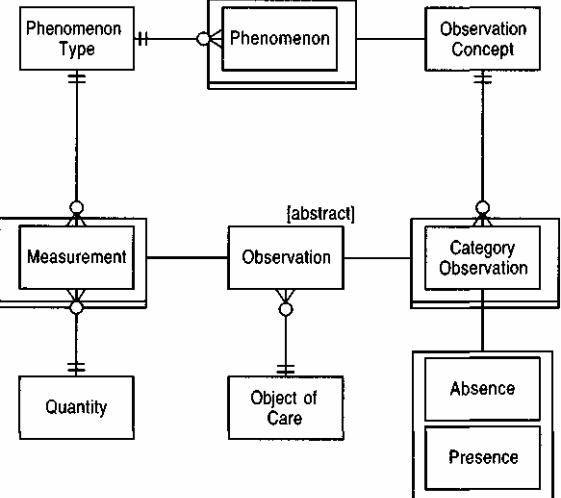 Phenomenon
Type
Phenomenon
Observation
Concept
[abstract]
Measurement
Observation
Category
Observation
Quantity
Object of
Care
Absence
Presence